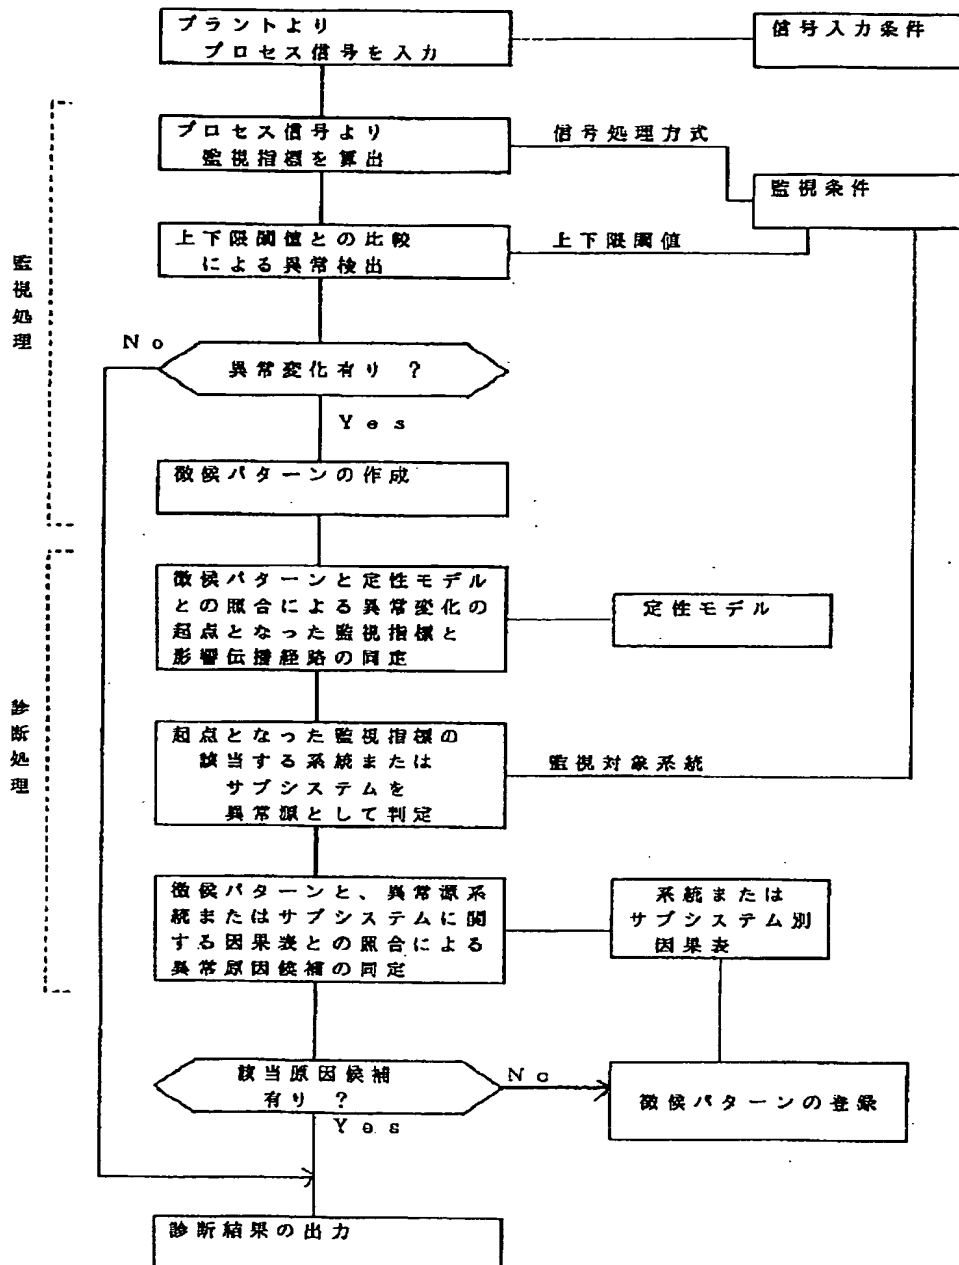 プラントより
プロセス信号を入力
信号入力条件
プロセス信号より
監視指標を算出
信号処理方式
監視条件
上下限閾値との比較
による異常検出
上下限閾値
監視処理
No
異常変化有り ?
Yes
徴候パターンの作成
徴候パターンと定性モデル
との照合による異常変化の
起点となった監視指標と
影響伝播経路の同定
定性モデル
診断処理
起点となった監視指標の
該当する系統または
サブシステムを
異常源として判定
監視対象系統
徴候パターンと、異常源系
統またはサブシステムに関
する因果表との照合による
異常原因候補の同定
系統または
サブシステム別
因果表
該当原因候補
有り ?
No
徴候パターンの登録
Yes
診断結果の出力